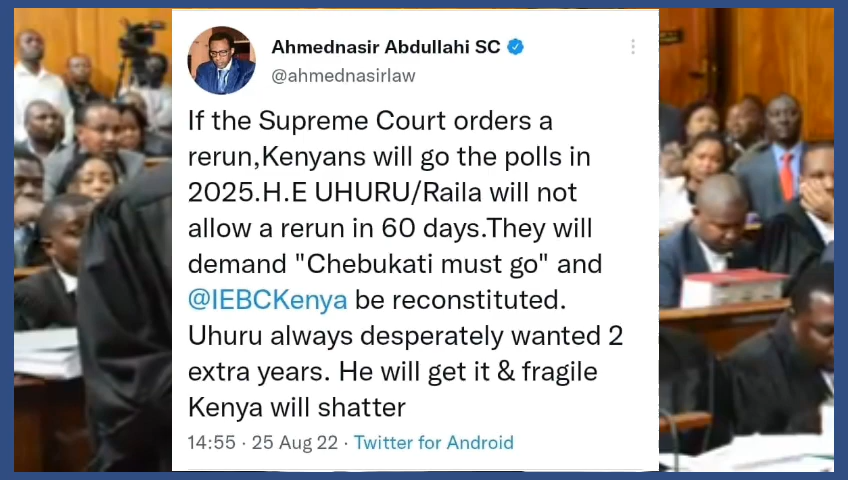 Ahmednasir Abdullahi SC
@ahmednasirlaw
If the Supreme Court orders a
rerun,Kenyans will go the polls in
2025.H.E UHURU/Raila will not
allow a rerun in 60 days.They will
demand "Chebukati must go" and
@IEBCKenya be reconstituted.
Uhuru always desperately wanted 2
extra years. He will get it & fragile
Kenya will shatter
14:55 · 25 Aug 22 · Twitter for Android